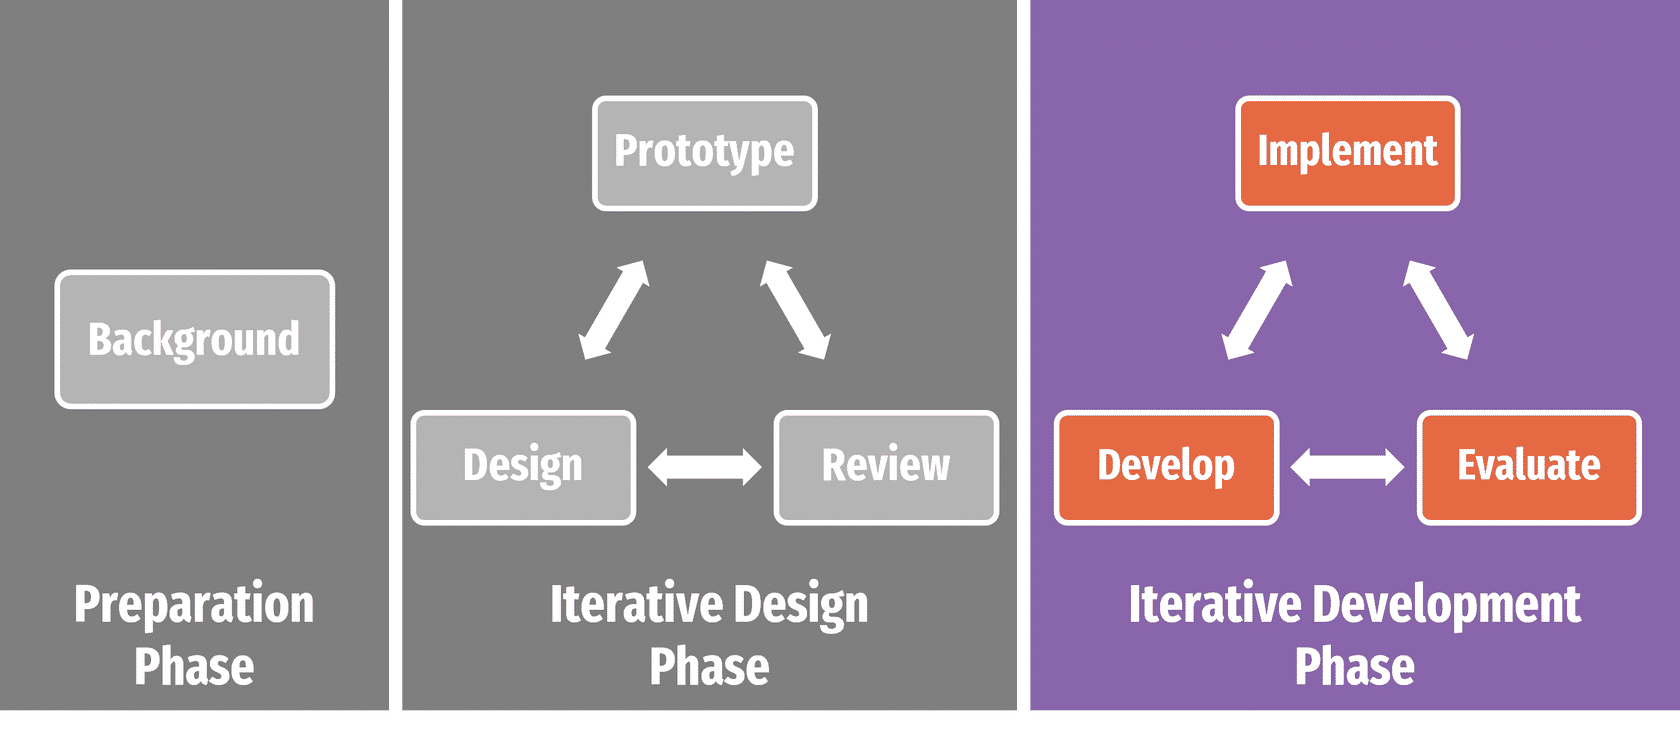 Background
Preparation
Phase
Prototype
Design
Review
Iterative Design
Phase
Implement
Develop
Evaluate
Iterative Development
Phase